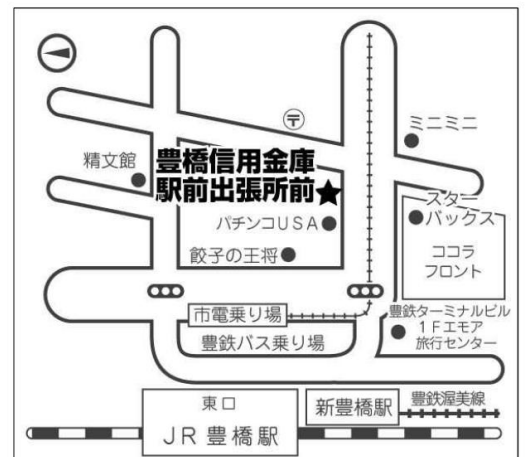 〒
ミニミニ
精文館
豊橋信用金庫
駅前出張所前★
スター
バックス
パチンコUSA
餃子の王将
ココラ
フロント
市電乗り場
豊鉄バス乗り場
豊鉄ターミナルビル
1Fエモア
旅行センター
東口
JR豊橋駅
新豊橋駅
豊鉄渥美線